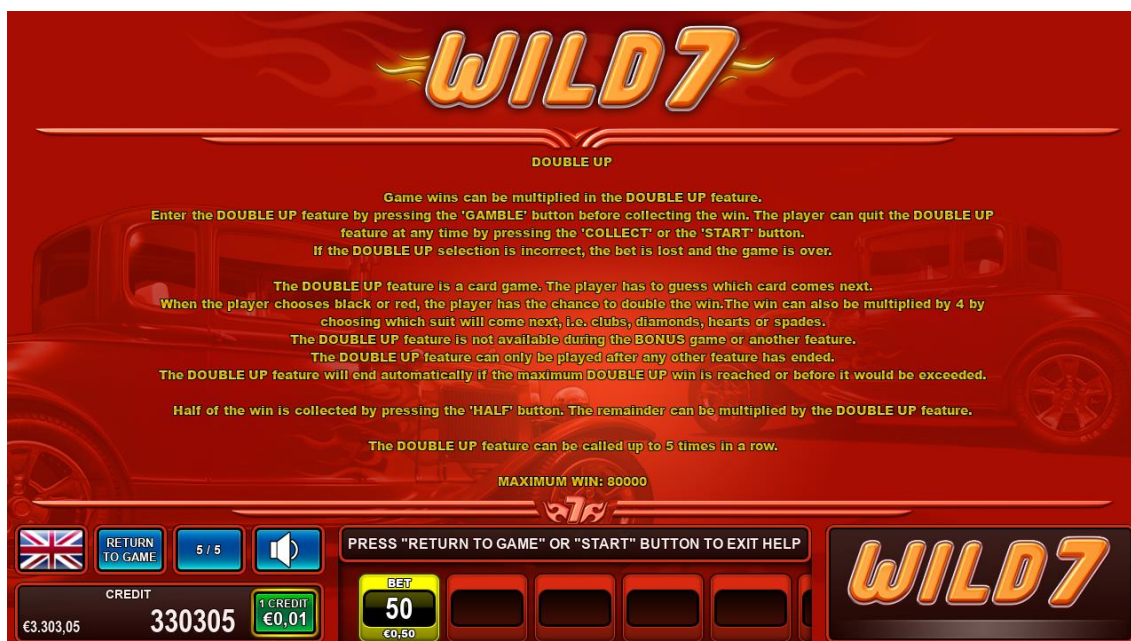 WILD 7
DOUBLE UP
Game wins can be multiplied in the DOUBLE UP feature.
Enter the DOUBLE UP feature by pressing the 'GAMBLE' button before collecting the win. The player can quit the DOUBLE UP
feature at any time by pressing the 'COLLECT' or the 'START' button.
If the DOUBLE UP selection is incorrect, the bet is lost and the game is over.
The DOUBLE UP feature is a card game. The player has to guess which card comes next.
When the player chooses black or red, the player has the chance to double the win.The win can also be multiplied by 4 by
choosing which suit will come next, i.e. clubs, diamonds, hearts or spades.
The DOUBLE UP feature is not available during the BONUS game or another feature.
The DOUBLE UP feature can only be played after any other feature has ended.
The DOUBLE UP feature will end automatically if the maximum DOUBLE UP win is reached or before it would be exceeded.
Half of the win is collected by pressing the 'HALF' button. The remainder can be multiplied by the DOUBLE UP feature.
The DOUBLE UP feature can be called up to 5 times in a row.
MAXIMUM WIN: 80000
7
RETURN
TO GAME
5 / 5
PRESS "RETURN TO GAME" OR "START" BUTTON TO EXIT HELP
CREDIT
€3.303,05
330305
1 CREDIT
€0,01
BET
50
€0,50
WILD 7